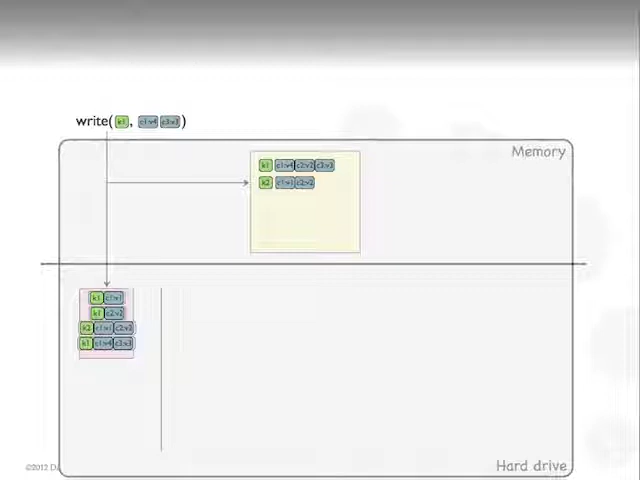 write( k1 , c1:v4 c3:v3 )
Memory
k1 c1:v4 c2:v2 c3:v3
k2 c1:v1 c2:v2
k1 c1:v1
k1 c2:v2
k2 c1:v1 c2:v2
k1 c1:v4 c3:v3
Hard drive
©2012